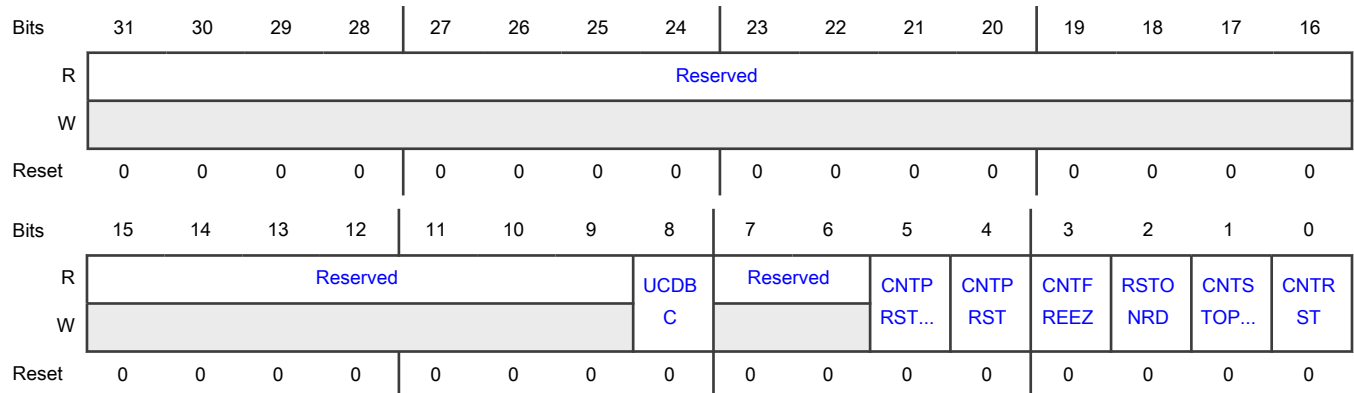 Bits 31 30 29 28 27 26 25 24 23 22 21 20 19 18 17 16
R Reserved
W
Reset 0 0 0 0 0 0 0 0 0 0 0 0 0 0 0 0
Bits 15 14 13 12 11 10 9 8 7 6 5 4 3 2 1 0
R Reserved UCDB Reserved CNTP CNTP CNTF RSTO CNTS CNTR
W C RST... RST REEZ NRD TOP... ST
Reset 0 0 0 0 0 0 0 0 0 0 0 0 0 0 0 0